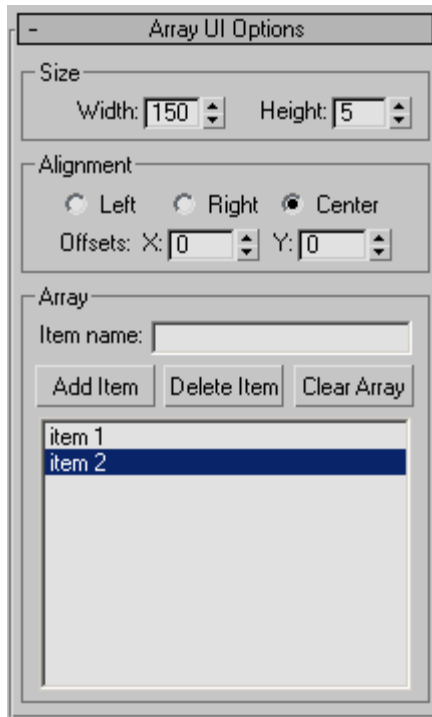 - Array UI Options
Size
Width: 150 Height: 5
Alignment
Left Right Center
Offsets: X: 0 Y: 0
Array
Item name:
Add Item Delete Item Clear Array
item 1
item 2